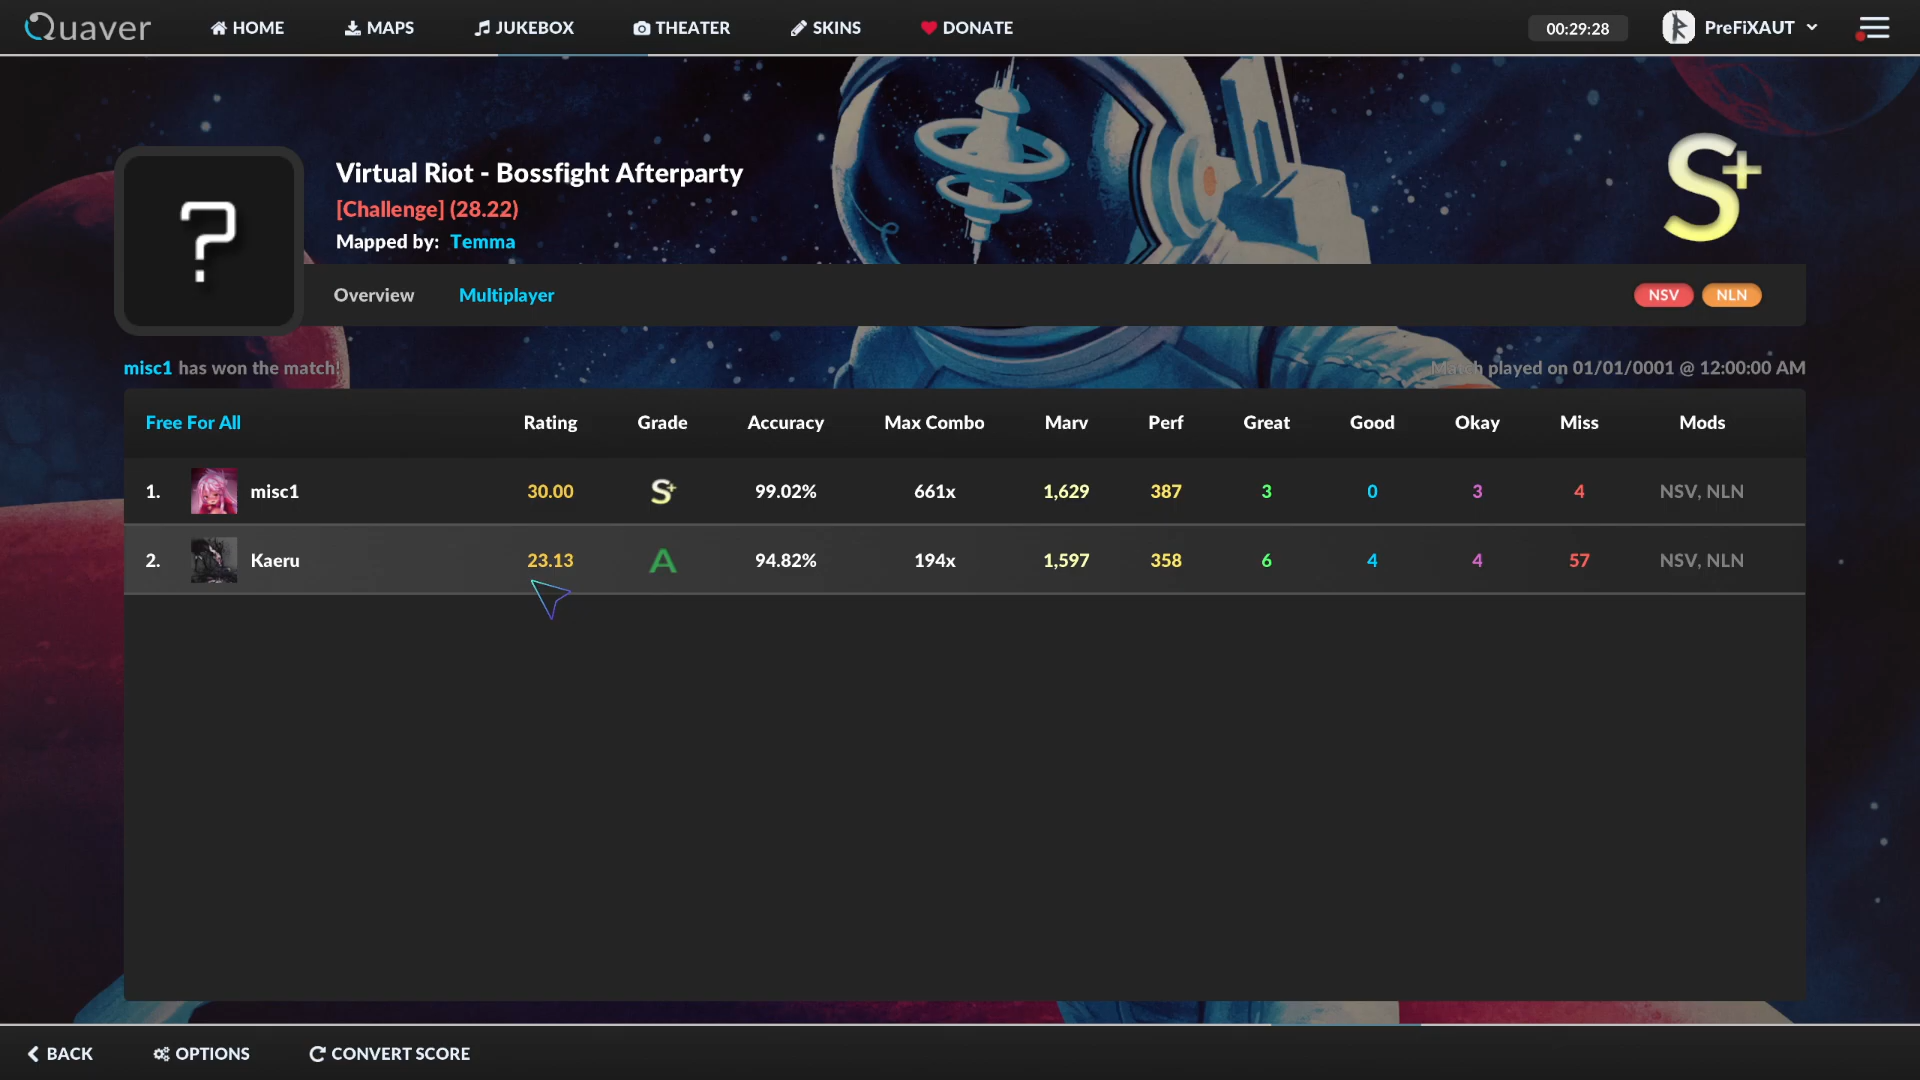 Quaver HOME MAPS JUKEBOX THEATER SKINS DONATE 00:29:28 PreFiXAUT
S+
?
Virtual Riot - Bossfight Afterparty
[Challenge] (28.22)
Mapped by: Temma
Overview Multiplayer NSV NLN
misc1 has won the match! Match played on 01/01/0001 @ 12:00:00 AM
Free For All Rating Grade Accuracy Max Combo Marv Perf Great Good Okay Miss Mods
1. misc1 30.00 S+ 99.02% 661x 1,629 387 3 0 3 4 NSV, NLN
2. Kaeru 23.13 A 94.82% 194x 1,597 358 6 4 4 57 NSV, NLN
BACK OPTIONS CONVERT SCORE